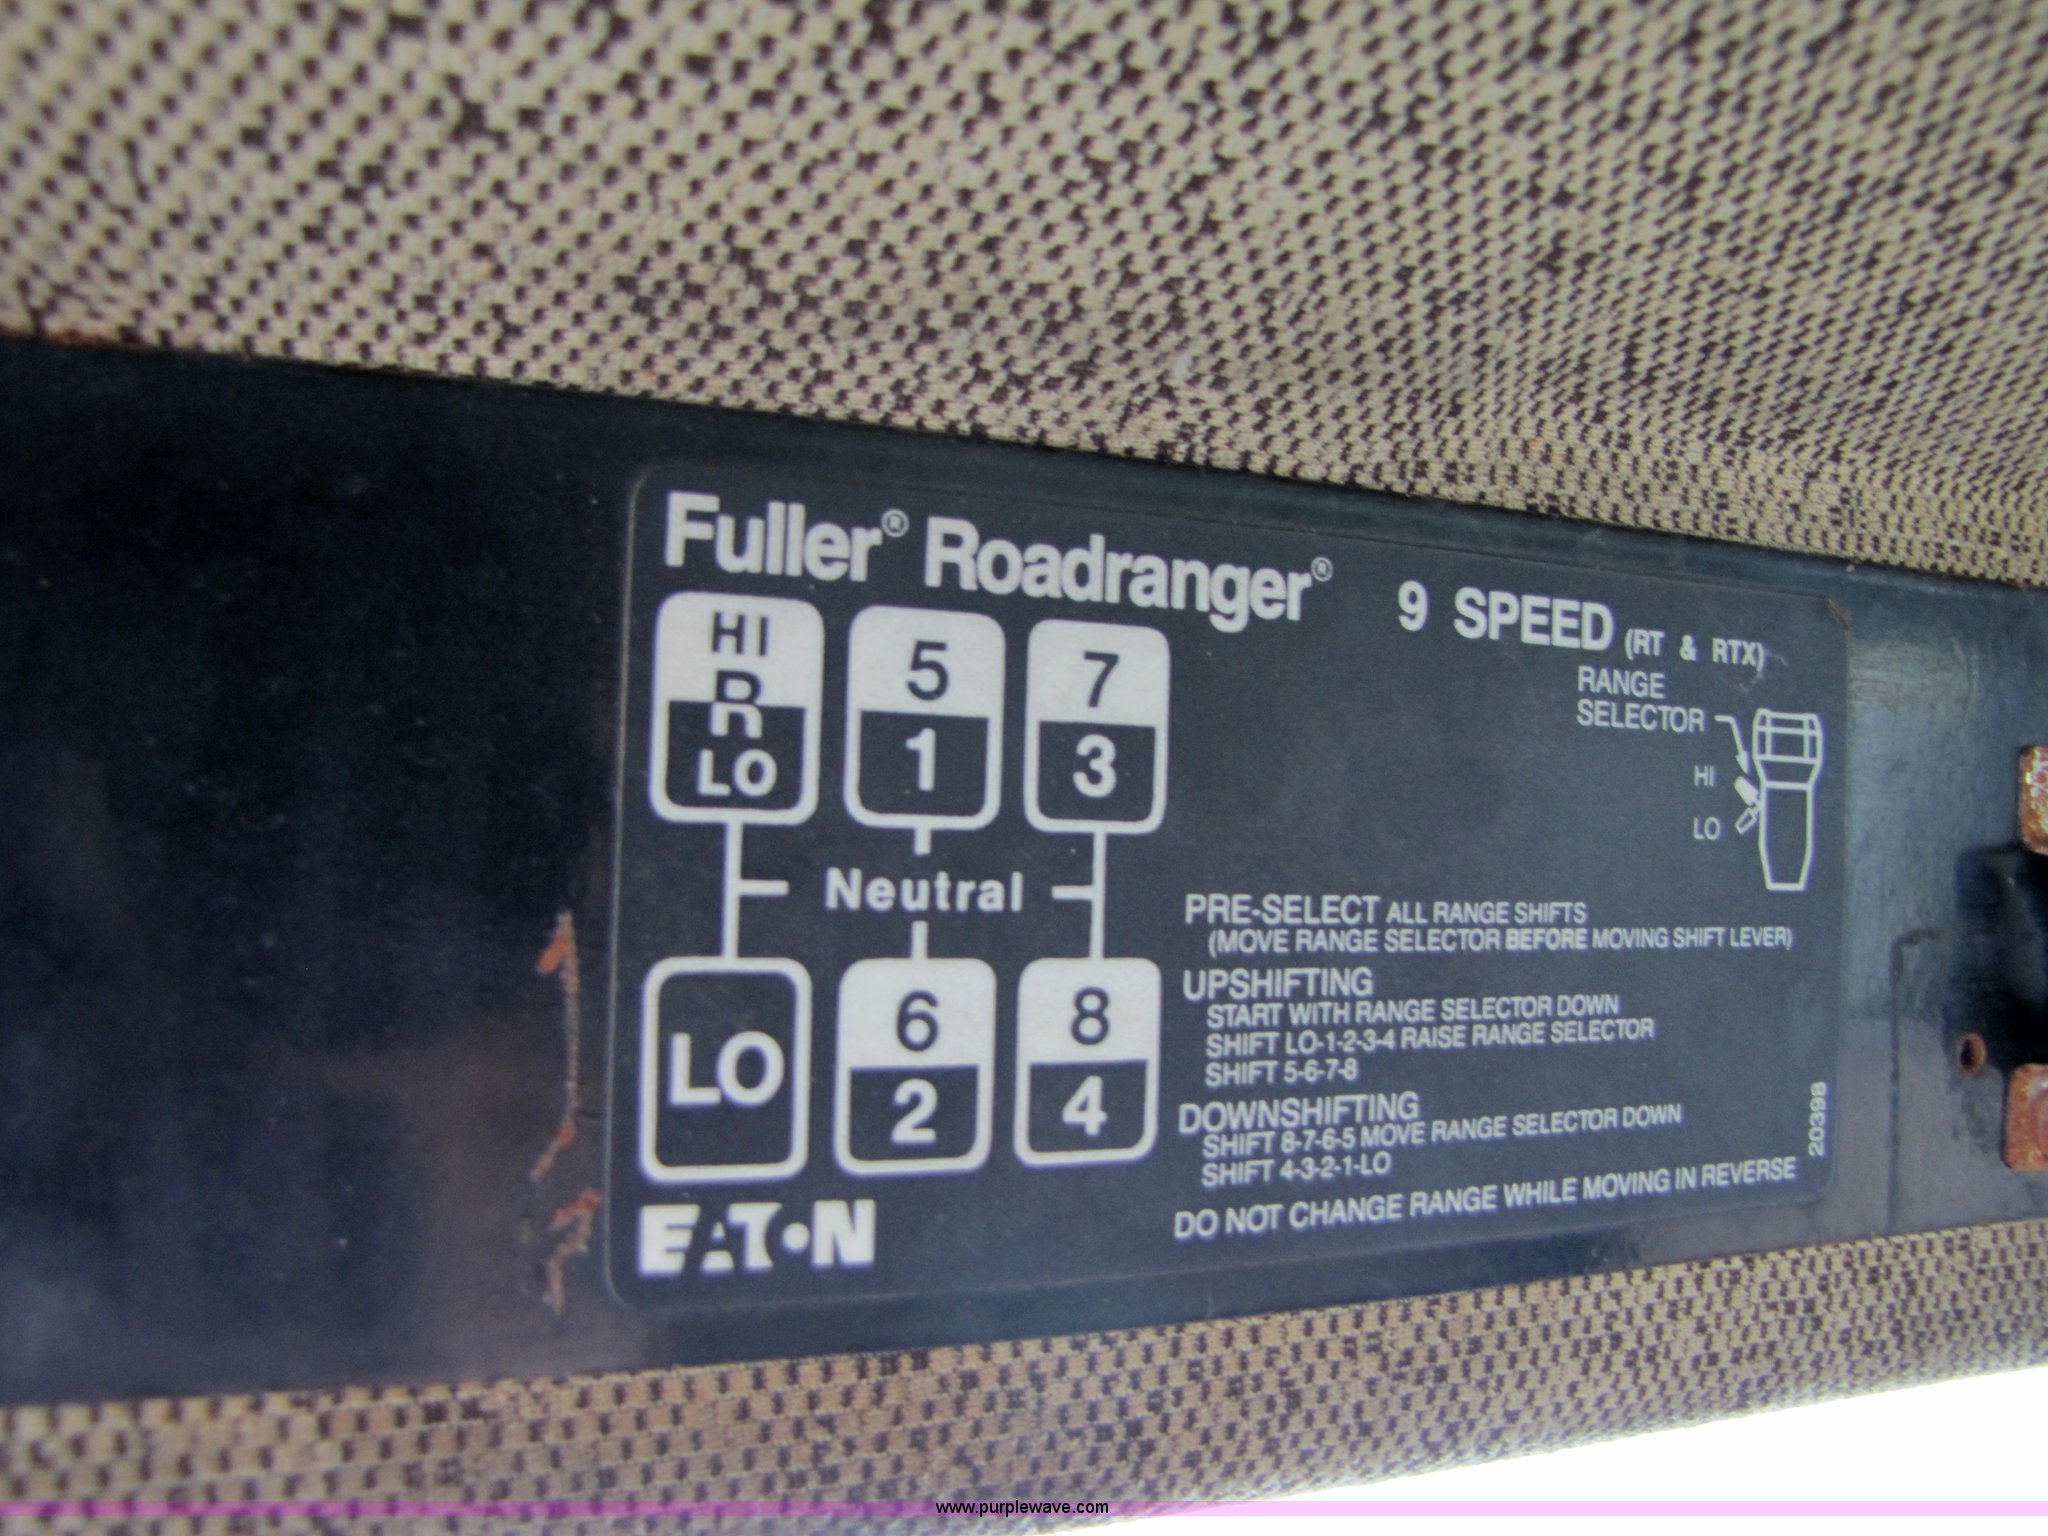 Fuller® Roadranger® 9 SPEED (RT & RTX)
HI
R
LO
5
1
7
3
Neutral
LO
6
2
8
4
EATON
RANGE
SELECTOR
HI
LO
PRE-SELECT ALL RANGE SHIFTS
(MOVE RANGE SELECTOR BEFORE MOVING SHIFT LEVER)
UPSHIFTING
START WITH RANGE SELECTOR DOWN
SHIFT LO-1-2-3-4 RAISE RANGE SELECTOR
SHIFT 5-6-7-8
DOWNSHIFTING
SHIFT 8-7-6-5 MOVE RANGE SELECTOR DOWN
SHIFT 4-3-2-1-LO
DO NOT CHANGE RANGE WHILE MOVING IN REVERSE
20398
www.purplewave.com